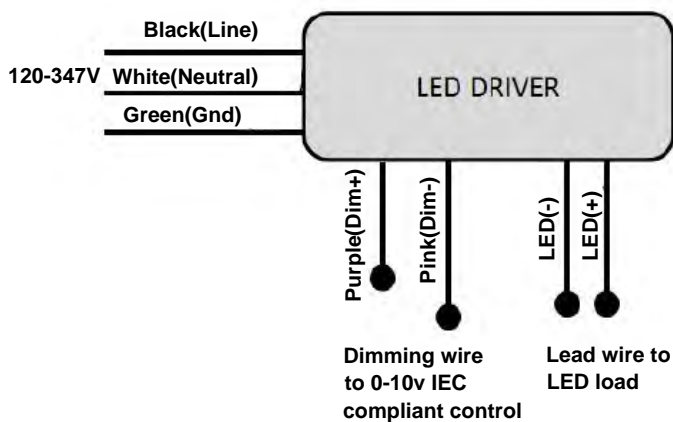 Black(Line)
120-347V White(Neutral)
Green(Gnd)
LED DRIVER
Purple(Dim+)
Pink(Dim-)
LED(-)
LED(+)
Dimming wire
to 0-10v IEC
compliant control
Lead wire to
LED load